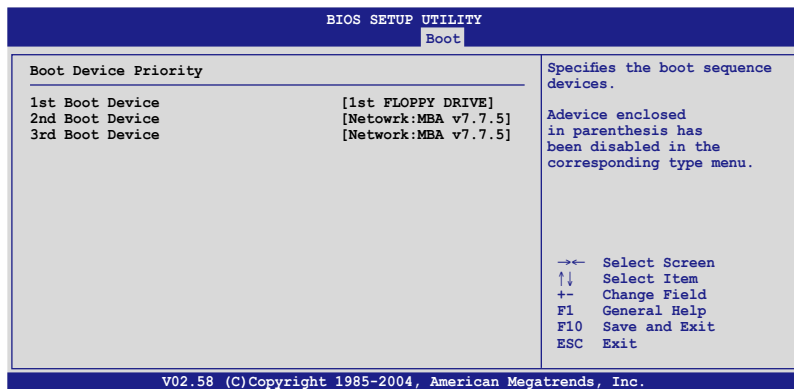 BIOS SETUP UTILITY
Boot
Boot Device Priority
1st Boot Device [1st FLOPPY DRIVE]
2nd Boot Device [Netowrk:MBA v7.7.5]
3rd Boot Device [Network:MBA v7.7.5]
Specifies the boot sequence
devices.
Adevice enclosed
in parenthesis has
been disabled in the
corresponding type menu.
→← Select Screen
↑↓ Select Item
+- Change Field
F1 General Help
F10 Save and Exit
ESC Exit
V02.58 (C)Copyright 1985-2004, American Megatrends, Inc.